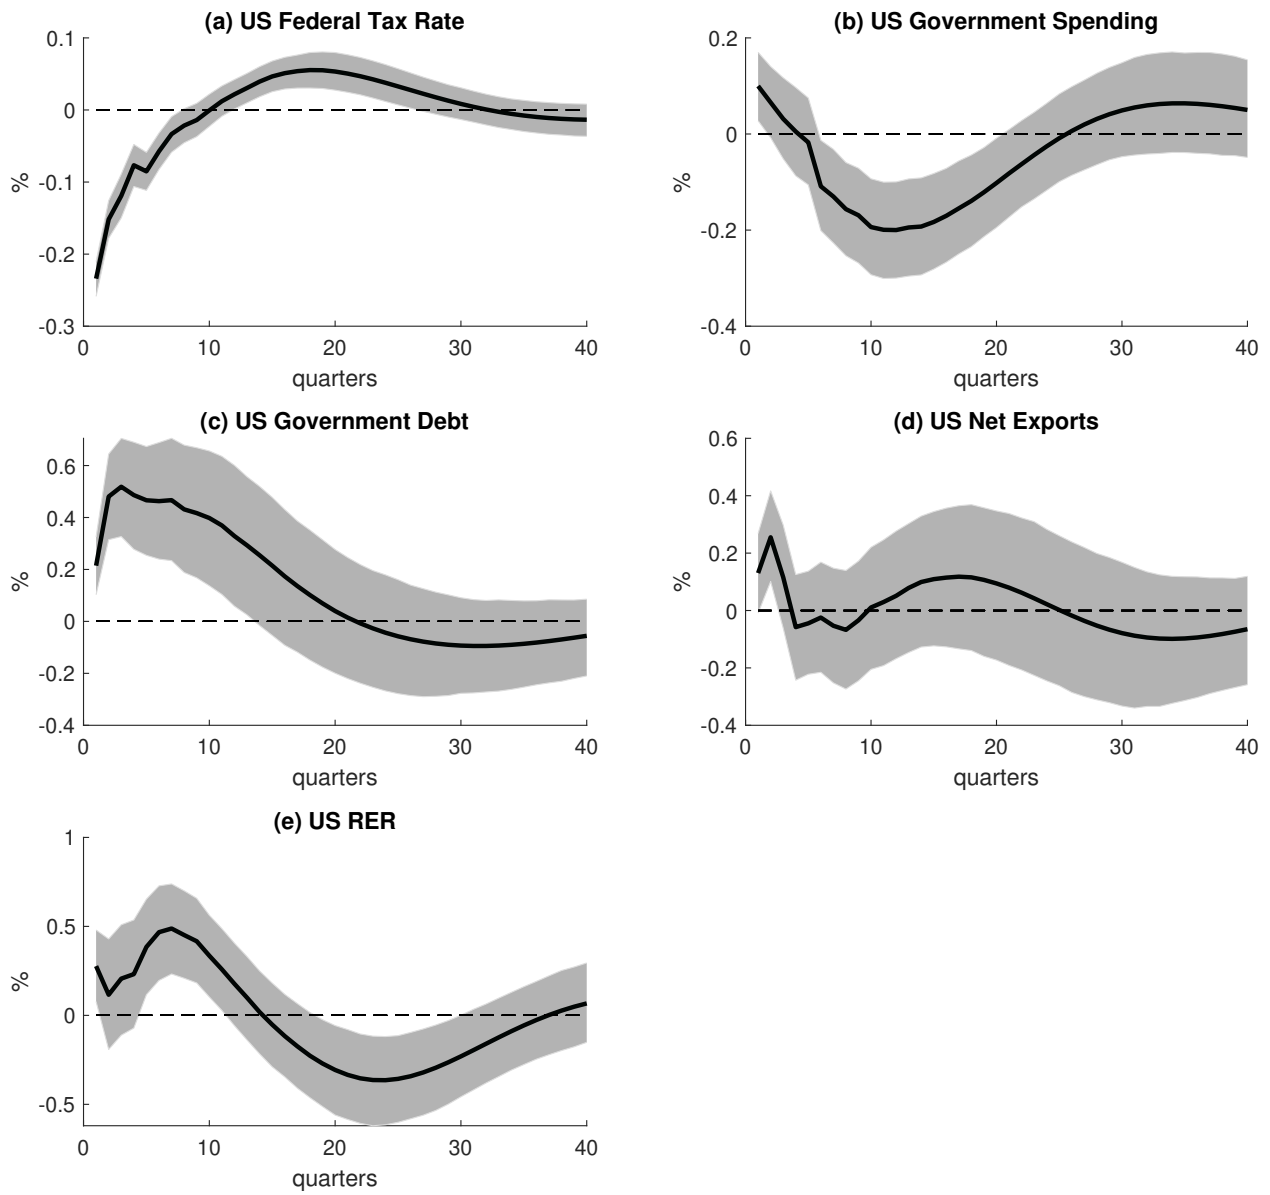 (a) US Federal Tax Rate
0.1
0
-0.1
-0.2
-0.3
%
0 10 20 30 40
quarters
(b) US Government Spending
0.2
0
-0.2
-0.4
%
0 10 20 30 40
quarters
(c) US Government Debt
0.6
0.4
0.2
0
-0.2
-0.4
%
0 10 20 30 40
quarters
(d) US Net Exports
0.6
0.4
0.2
0
-0.2
-0.4
%
0 10 20 30 40
quarters
(e) US RER
1
0.5
0
-0.5
%
0 10 20 30 40
quarters